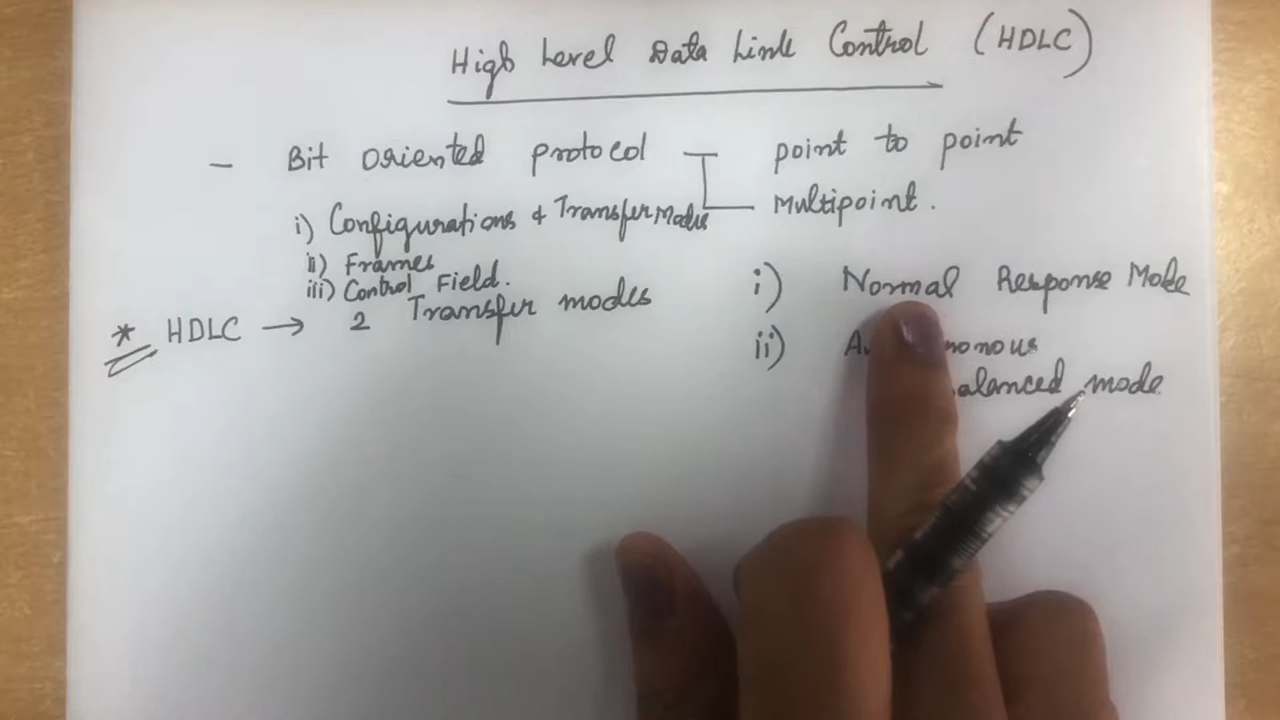 High Level Data Link Control (HDLC)
- Bit oriented protocol point to point
Multipoint.
i) Configurations & Transfer Modes
ii) Frames
iii) Control Field.
* HDLC → 2 Transfer modes
i) Normal Response Mode
ii)
mode